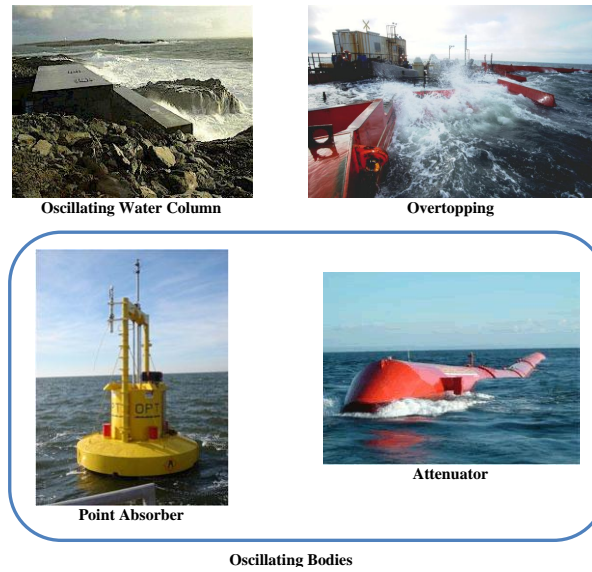 Oscillating Water Column
Overtopping
OPT
Point Absorber
Attenuator
Oscillating Bodies